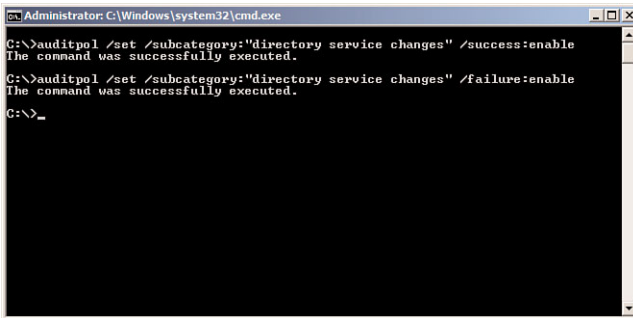 Administrator: C:\Windows\system32\cmd.exe
C:\>auditpol /set /subcategory:"directory service changes" /success:enable
The command was successfully executed.
C:\>auditpol /set /subcategory:"directory service changes" /failure:enable
The command was successfully executed.
C:\>_